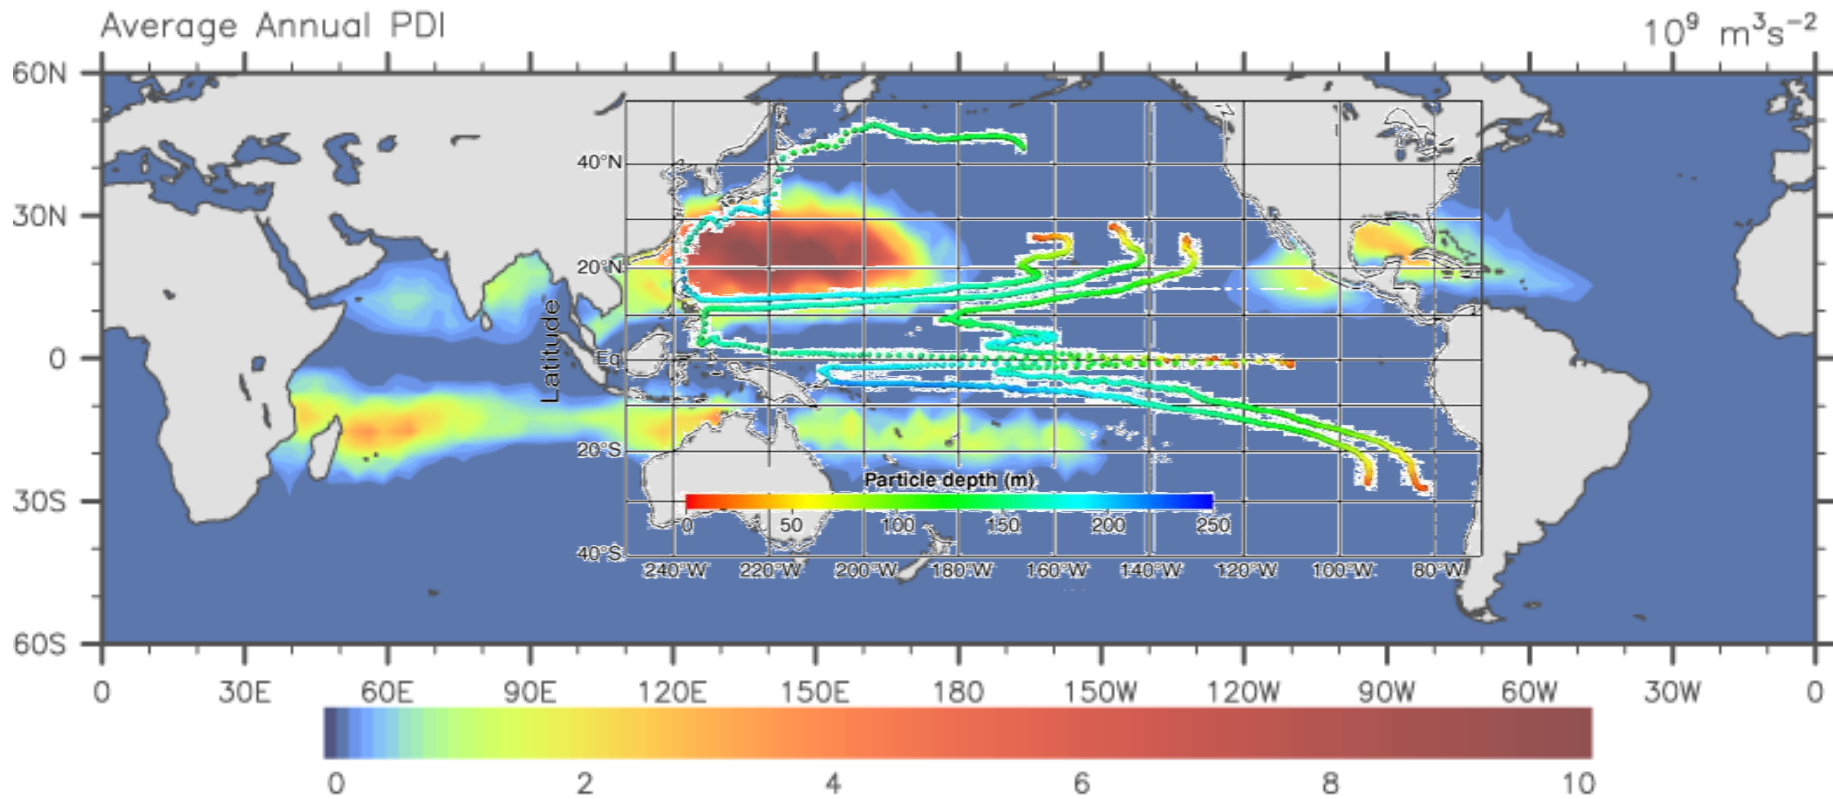 Average Annual PDI
10⁹ m³s⁻²
60N
30N
0
30S
60S
40°N
20°N
Eq
20°S
40°S
Latitude
Particle depth (m)
0 50 100 150 200 250
240°W 220°W 200°W 180°W 160°W 140°W 120°W 100°W 80°W
0 30E 60E 90E 120E 150E 180 150W 120W 90W 60W 30W 0
0 2 4 6 8 10